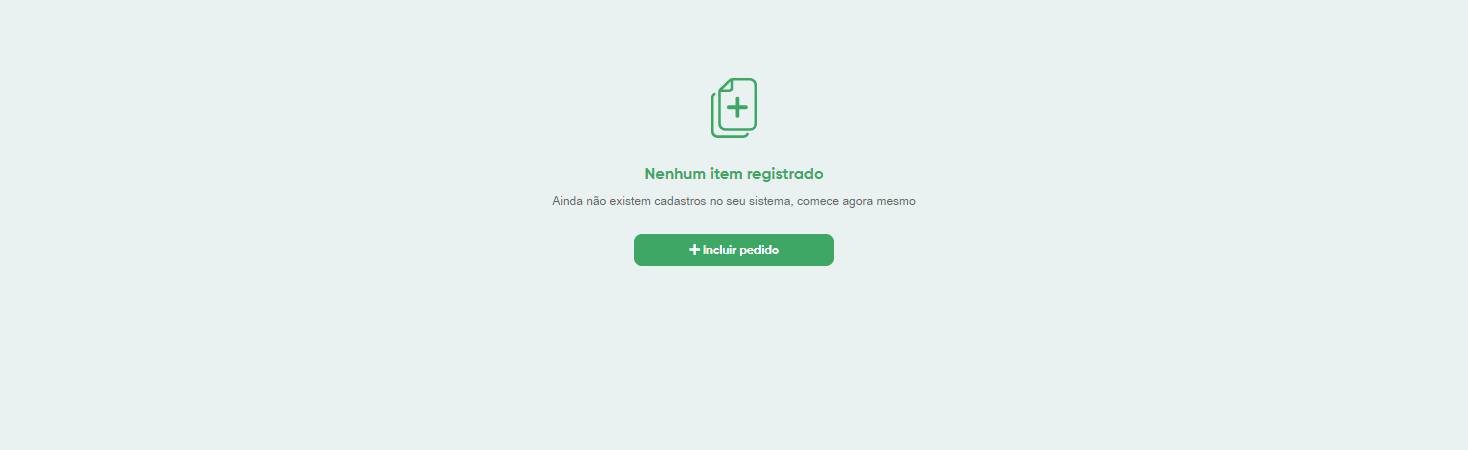 Nenhum item registrado
Ainda não existem cadastros no seu sistema, comece agora mesmo
+ Incluir pedido